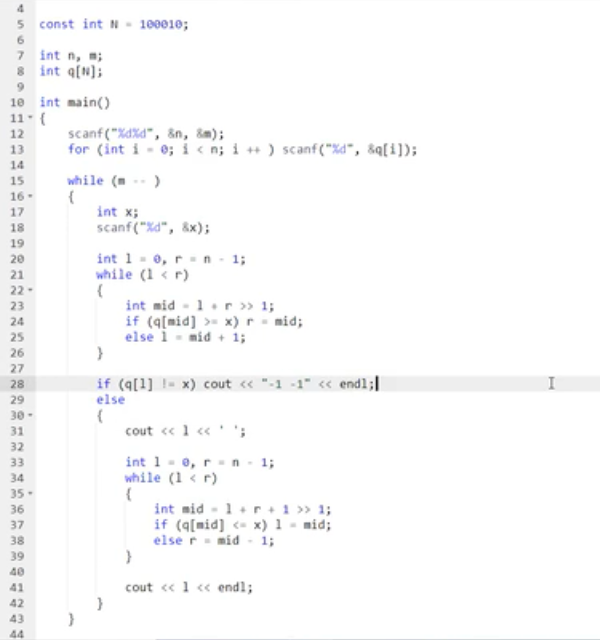 4
5 const int N = 100010;
6
7 int n, m;
8 int q[N];
9
10 int main()
11 {
12     scanf("%d%d", &n, &m);
13     for (int i = 0; i < n; i ++ ) scanf("%d", &q[i]);
14
15     while (m -- )
16     {
17         int x;
18         scanf("%d", &x);
19
20         int l = 0, r = n - 1;
21         while (l < r)
22         {
23             int mid = l + r >> 1;
24             if (q[mid] >= x) r = mid;
25             else l = mid + 1;
26         }
27
28         if (q[l] != x) cout << "-1 -1" << endl;
29         else
30         {
31             cout << l << ' ';
32
33             int l = 0, r = n - 1;
34             while (l < r)
35             {
36                 int mid = l + r + 1 >> 1;
37                 if (q[mid] <= x) l = mid;
38                 else r = mid - 1;
39             }
40
41             cout << l << endl;
42         }
43     }
44